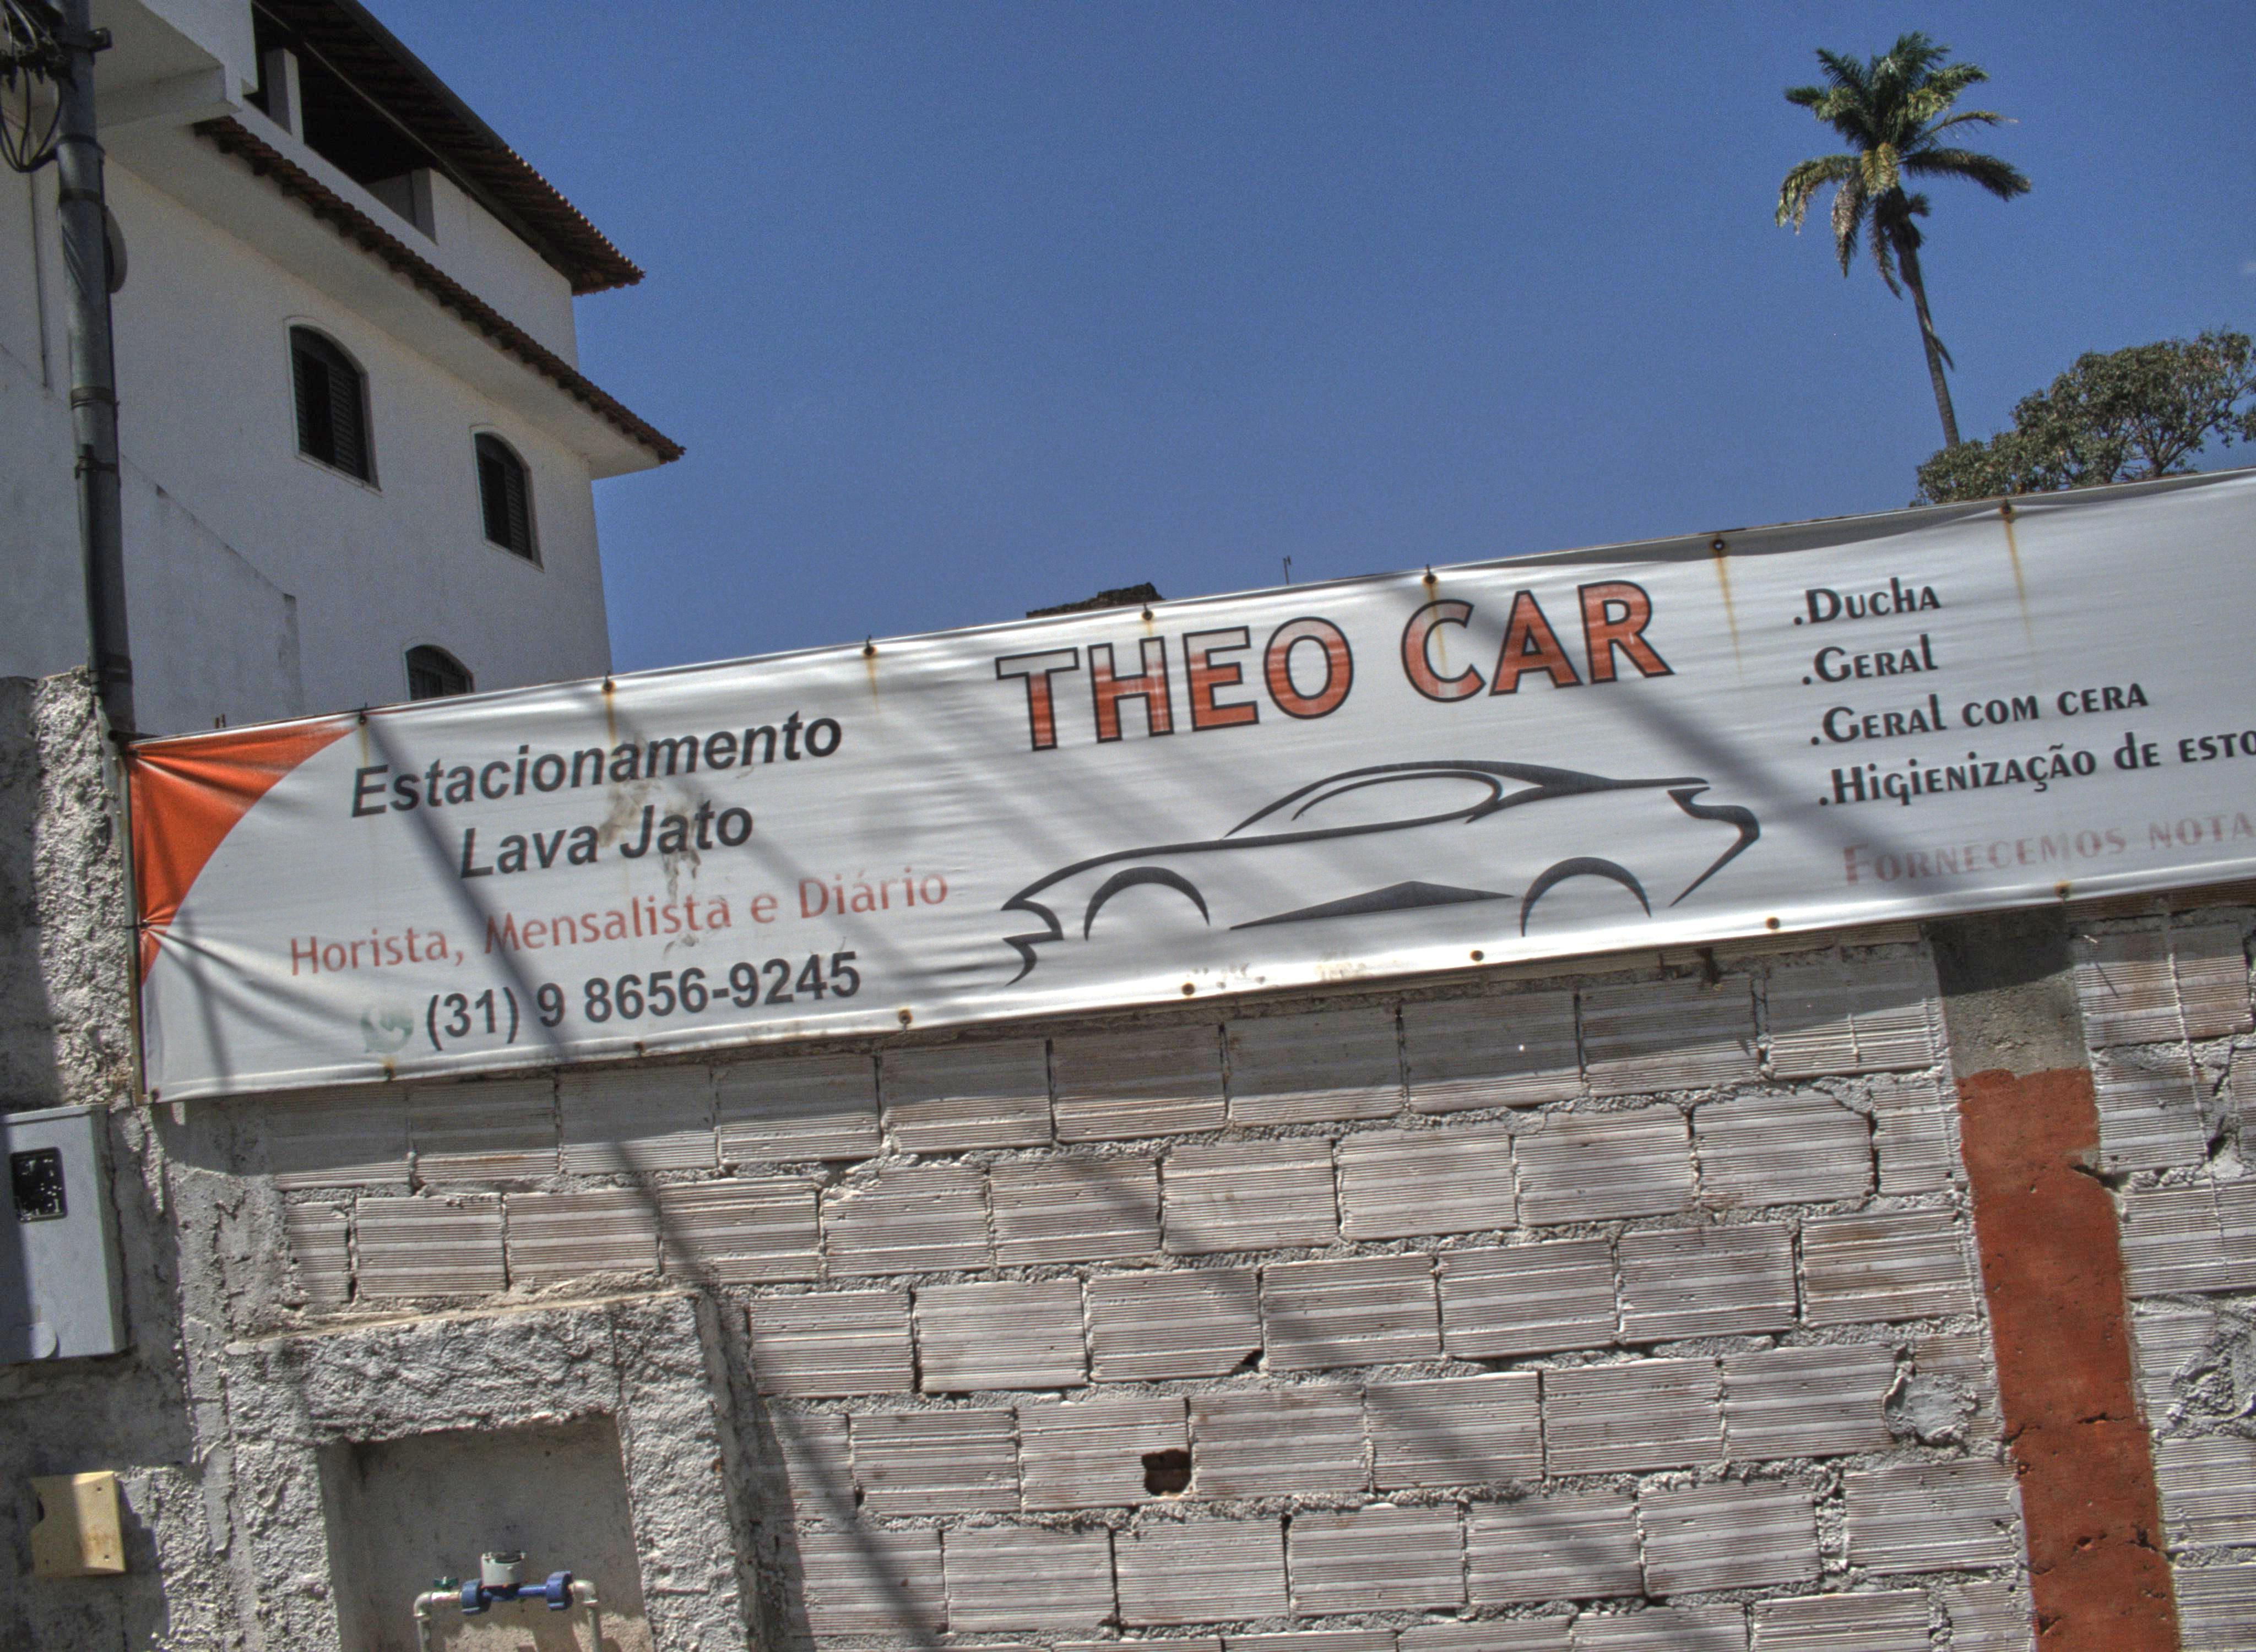 Estacionamento
Lava Jato
Horista, Mensalista e Diário
(31) 9 8656-9245
THEO CAR
.Ducha
.Geral
.Geral com cera
.Higienização de
Fornecemos nota